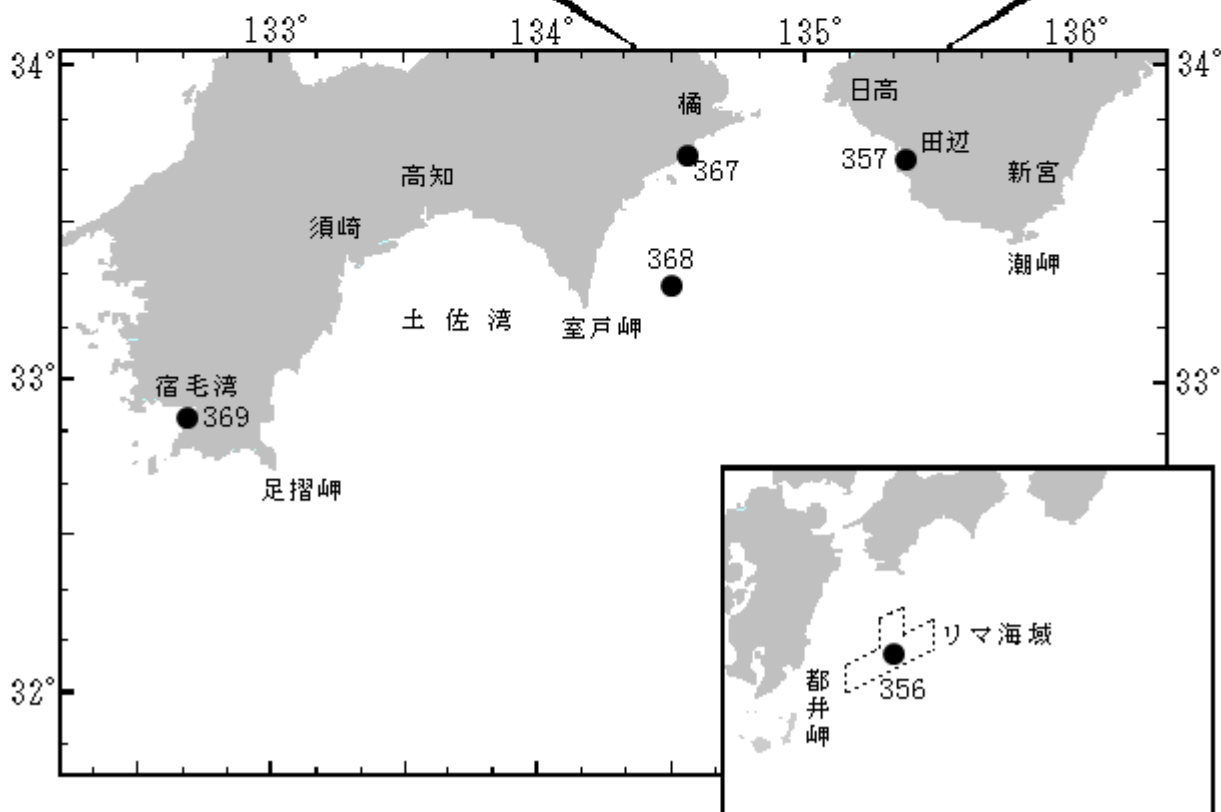 133° 134° 135° 136°
34° 34°
日高
橘
田辺
357
367
新宮
高知
須崎
368
潮岬
土佐湾
室戸岬
33° 33°
宿毛湾
369
足摺岬
リマ海域
356
都井岬
32°